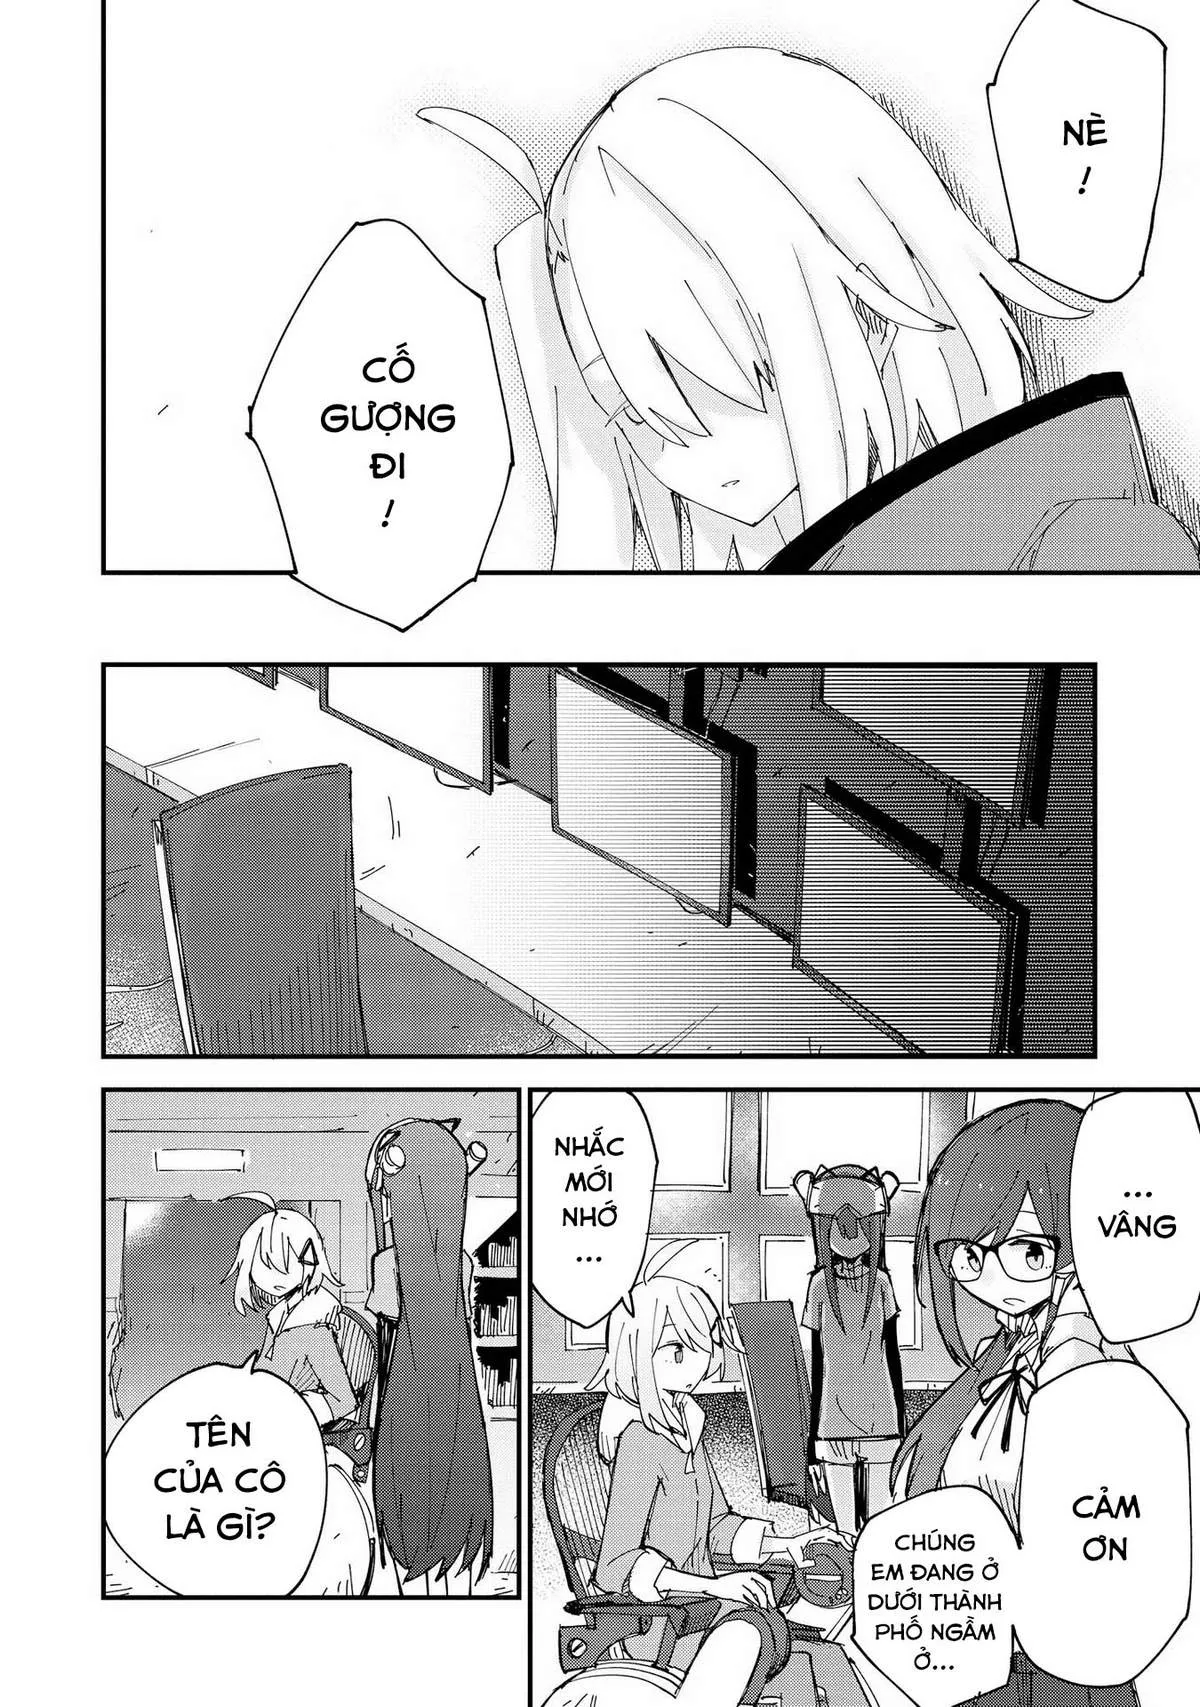 NÈ
!
CỐ
GƯỢNG
ĐI
!
...
VÂNG
CẢM
ƠN
CHÚNG
EM ĐANG Ở
DƯỚI THÀNH
PHỐ NGẦM
Ở...
NHẮC
MỚI
NHỚ
...
TÊN
CỦA CÔ
LÀ GÌ?